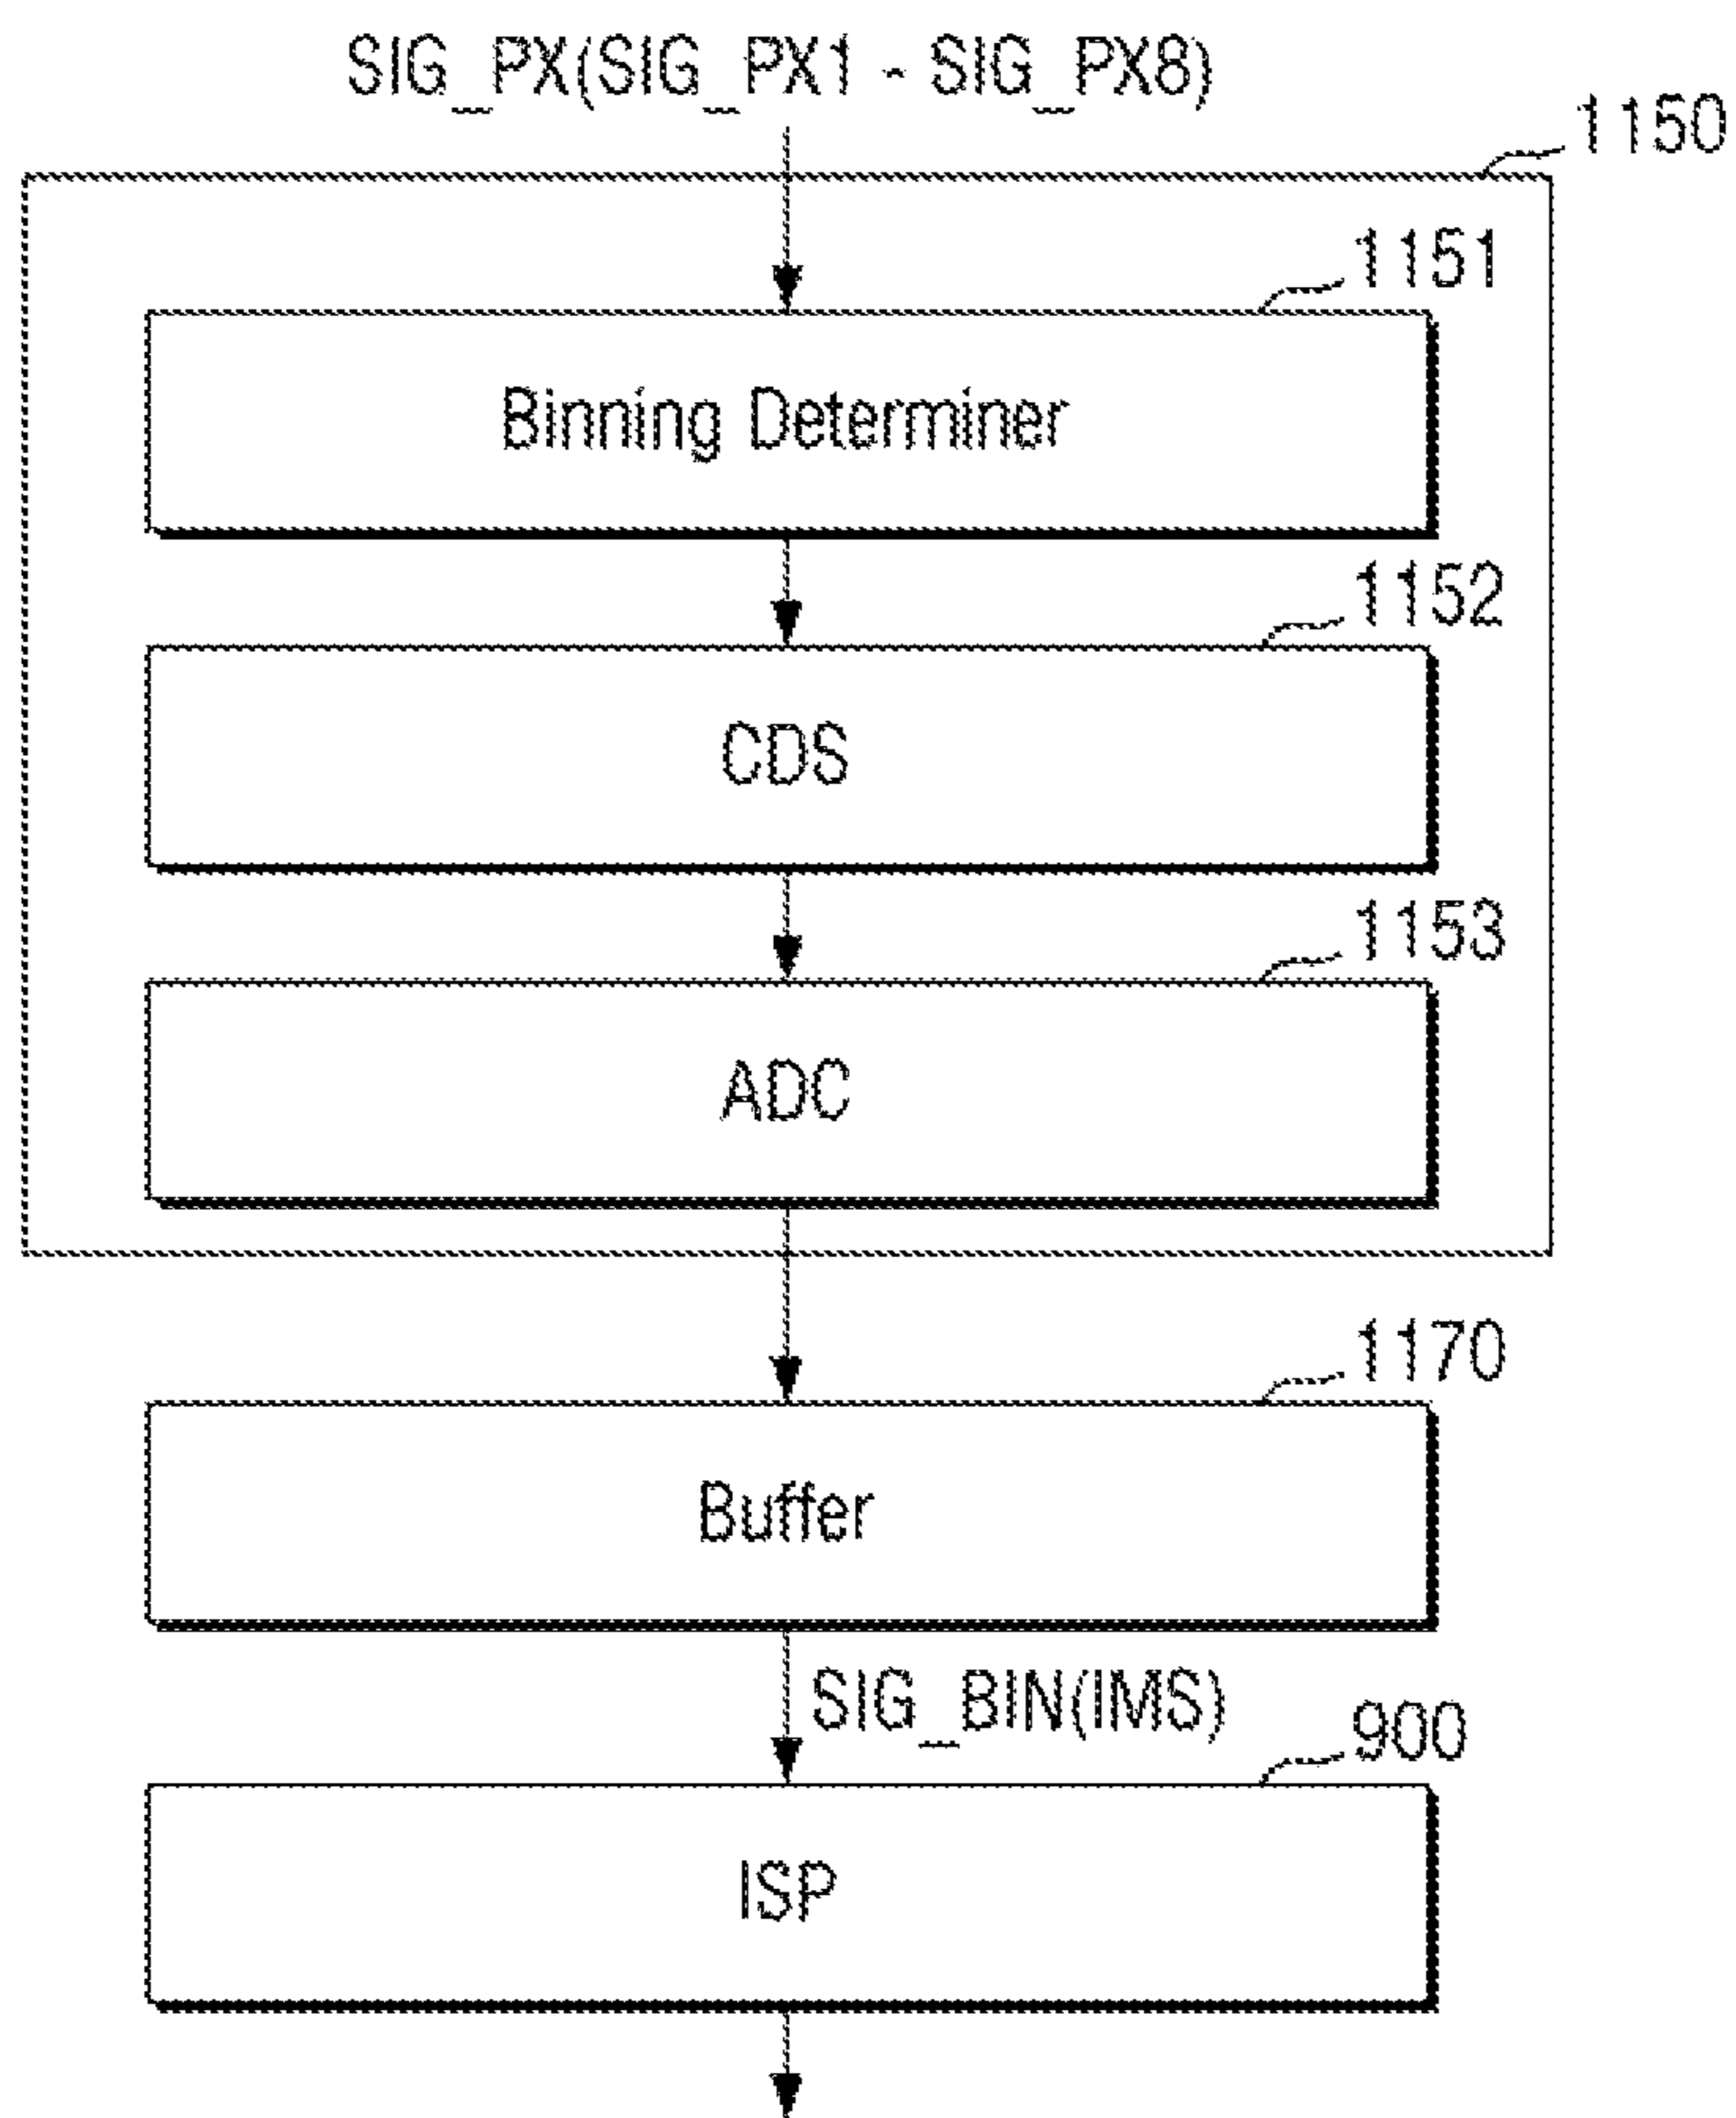 SIG_PX(SIG_PX1 - SIG_PX8)
1150
1151
Binning Determiner
1152
CDS
1153
ADC
1170
Buffer
SIG_BIN(IMS)
900
ISP